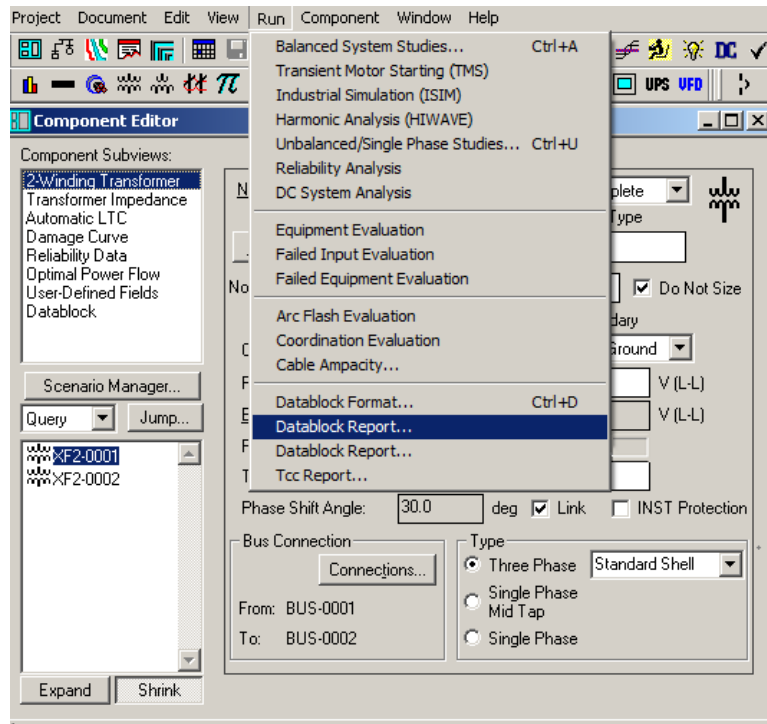 Project Document Edit View Run Component Window Help
Balanced System Studies... Ctrl+A
Transient Motor Starting (TMS)
Industrial Simulation (ISIM)
Harmonic Analysis (HIWAVE)
Unbalanced/Single Phase Studies... Ctrl+U
Reliability Analysis
DC System Analysis
Equipment Evaluation
Failed Input Evaluation
Failed Equipment Evaluation
Arc Flash Evaluation
Coordination Evaluation
Cable Ampacity...
Datablock Format... Ctrl+D
Datablock Report...
Datablock Report...
Tcc Report...
DC
UPS VFD
Component Editor
Component Subviews:
2-Winding Transformer
Transformer Impedance
Automatic LTC
Damage Curve
Reliability Data
Optimal Power Flow
User-Defined Fields
Datablock
Scenario Manager...
Query Jump...
XF2-0001
XF2-0002
Expand Shrink
N
plete
Type
No
Do Not Size
dary
C
Ground
F
V (L-L)
E
V (L-L)
F
T
Phase Shift Angle: 30.0 deg Link INST Protection
Bus Connection
Connections...
From: BUS-0001
To: BUS-0002
Type
Three Phase Standard Shell
Single Phase
Mid Tap
Single Phase